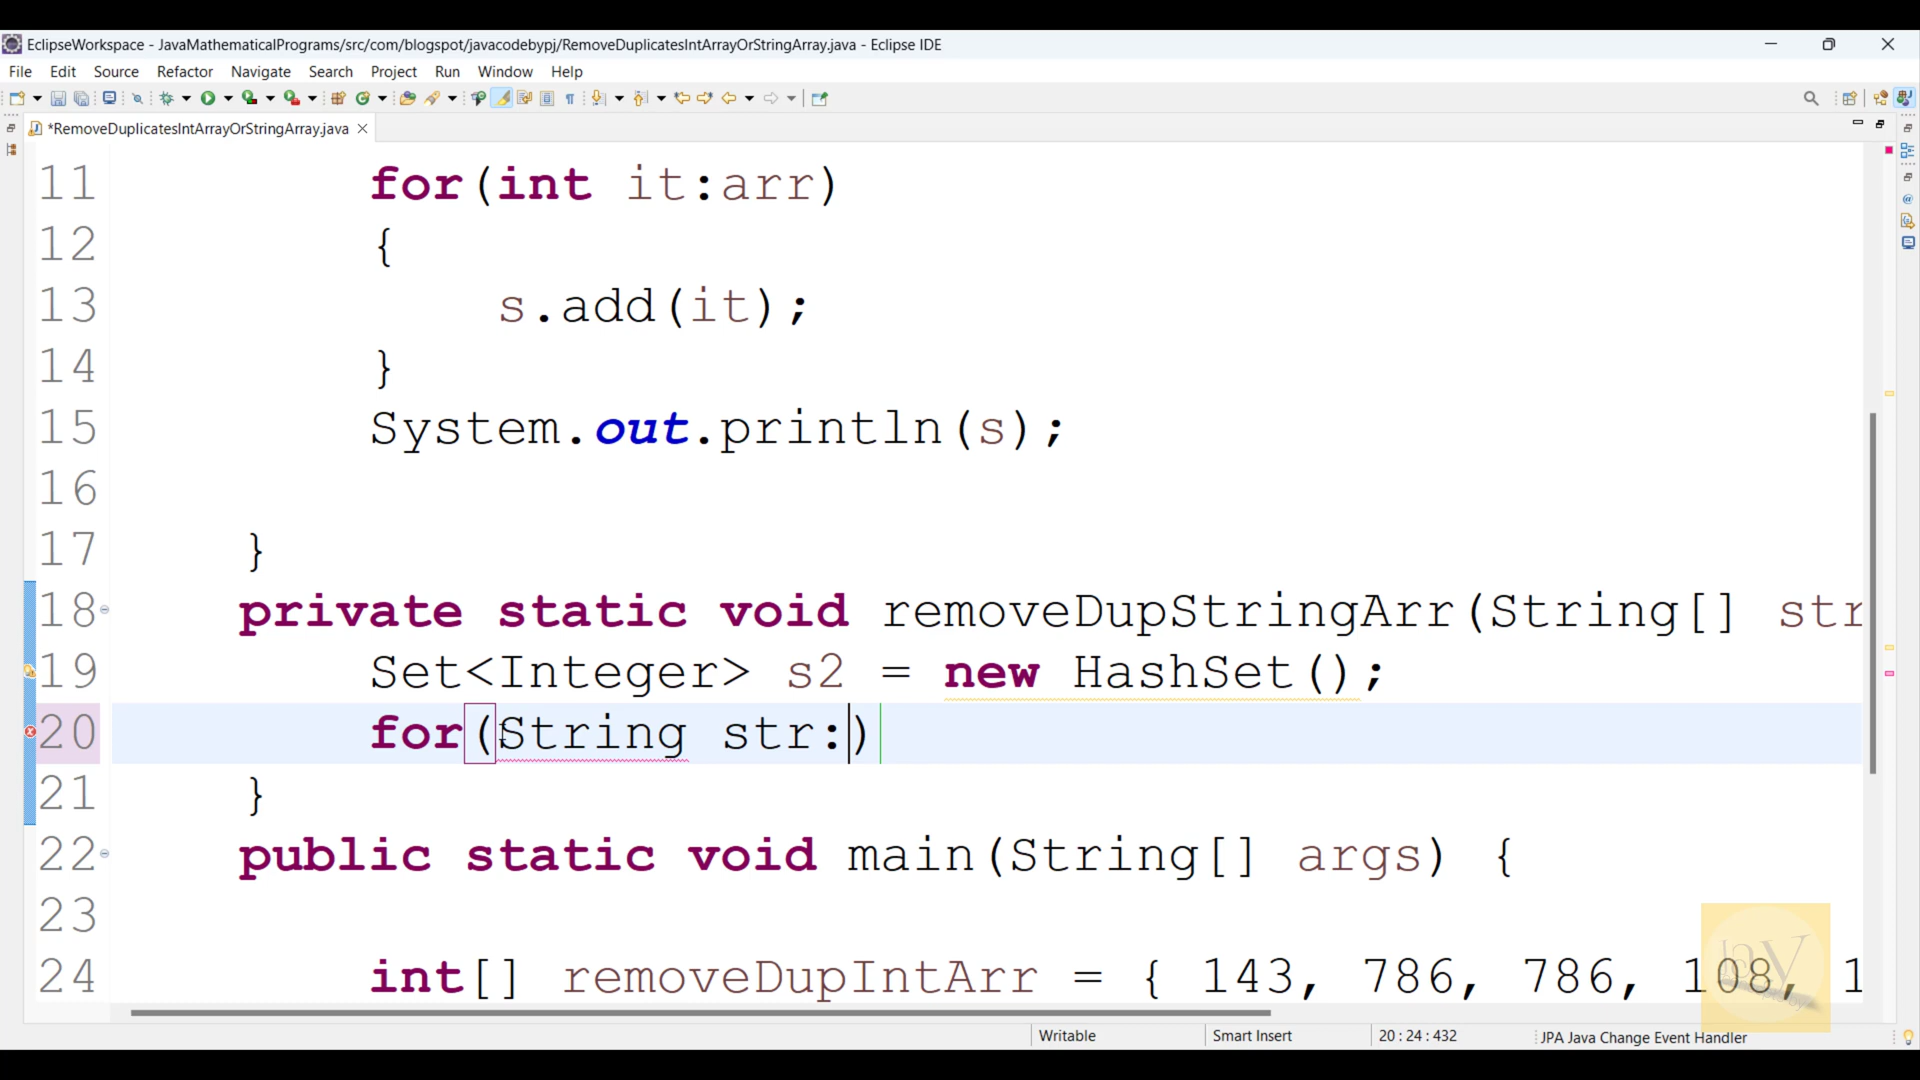 EclipseWorkspace - JavaMathematicalPrograms/src/com/blogspot/javacodebypj/RemoveDuplicatesIntArrayOrStringArray.java - Eclipse IDE
File Edit Source Refactor Navigate Search Project Run Window Help
*RemoveDuplicatesIntArrayOrStringArray.java
11 for(int it:arr)
12 {
13 s.add(it);
14 }
15 System.out.println(s);
16
17 }
18 private static void removeDupStringArr(String[] str
19 Set<Integer> s2 = new HashSet();
20 for(String str:)
21 }
22 public static void main(String[] args) {
23
24 int[] removeDupIntArr = { 143, 786, 786, 108, 1
Writable Smart Insert 20 : 24 : 432 JPA Java Change Event Handler